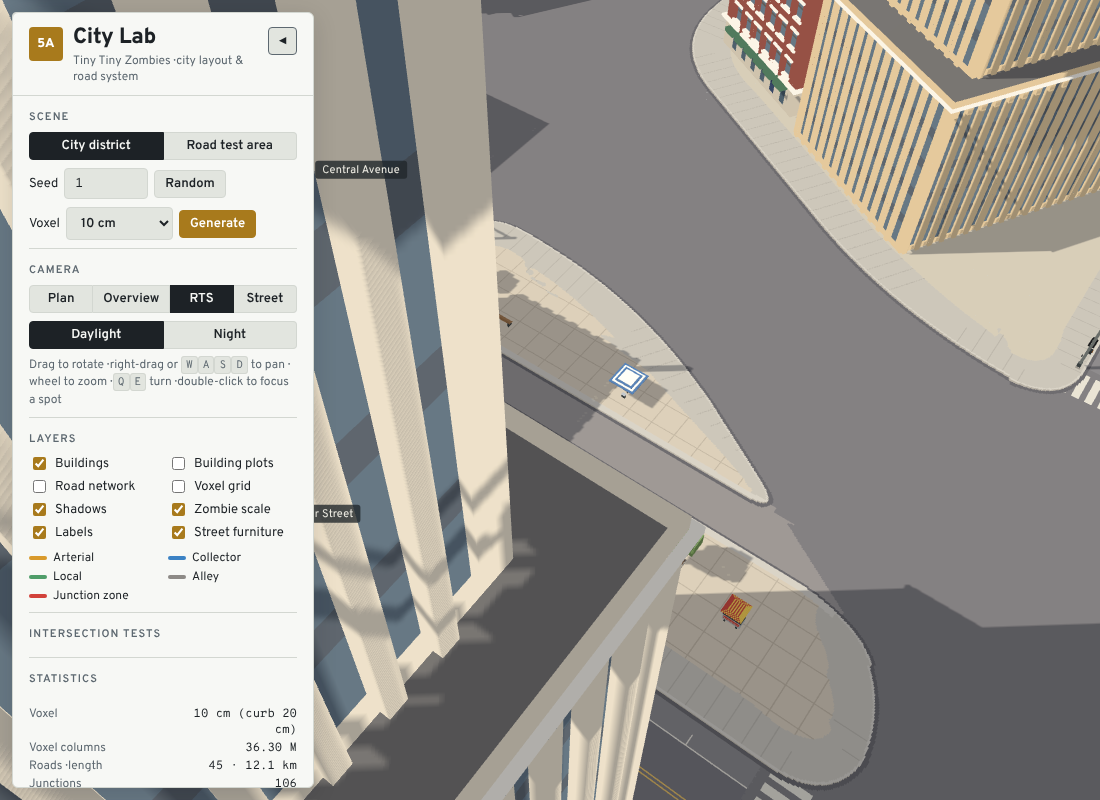 5A
City Lab
Tiny Tiny Zombies · city layout &
road system
◄
SCENE
City district
Road test area
Seed
1
Random
Voxel
10 cm
Generate
CAMERA
Plan
Overview
RTS
Street
Daylight
Night
Drag to rotate · right-drag or W A S D to pan ·
wheel to zoom · Q E turn · double-click to focus
a spot
LAYERS
Buildings
Building plots
Road network
Voxel grid
Shadows
Zombie scale
Labels
Street furniture
Arterial
Collector
Local
Alley
Junction zone
INTERSECTION TESTS
STATISTICS
Voxel
10 cm (curb 20
cm)
Voxel columns
36.30 M
Roads · length
45 · 12.1 km
Junctions
106
Central Avenue
r Street